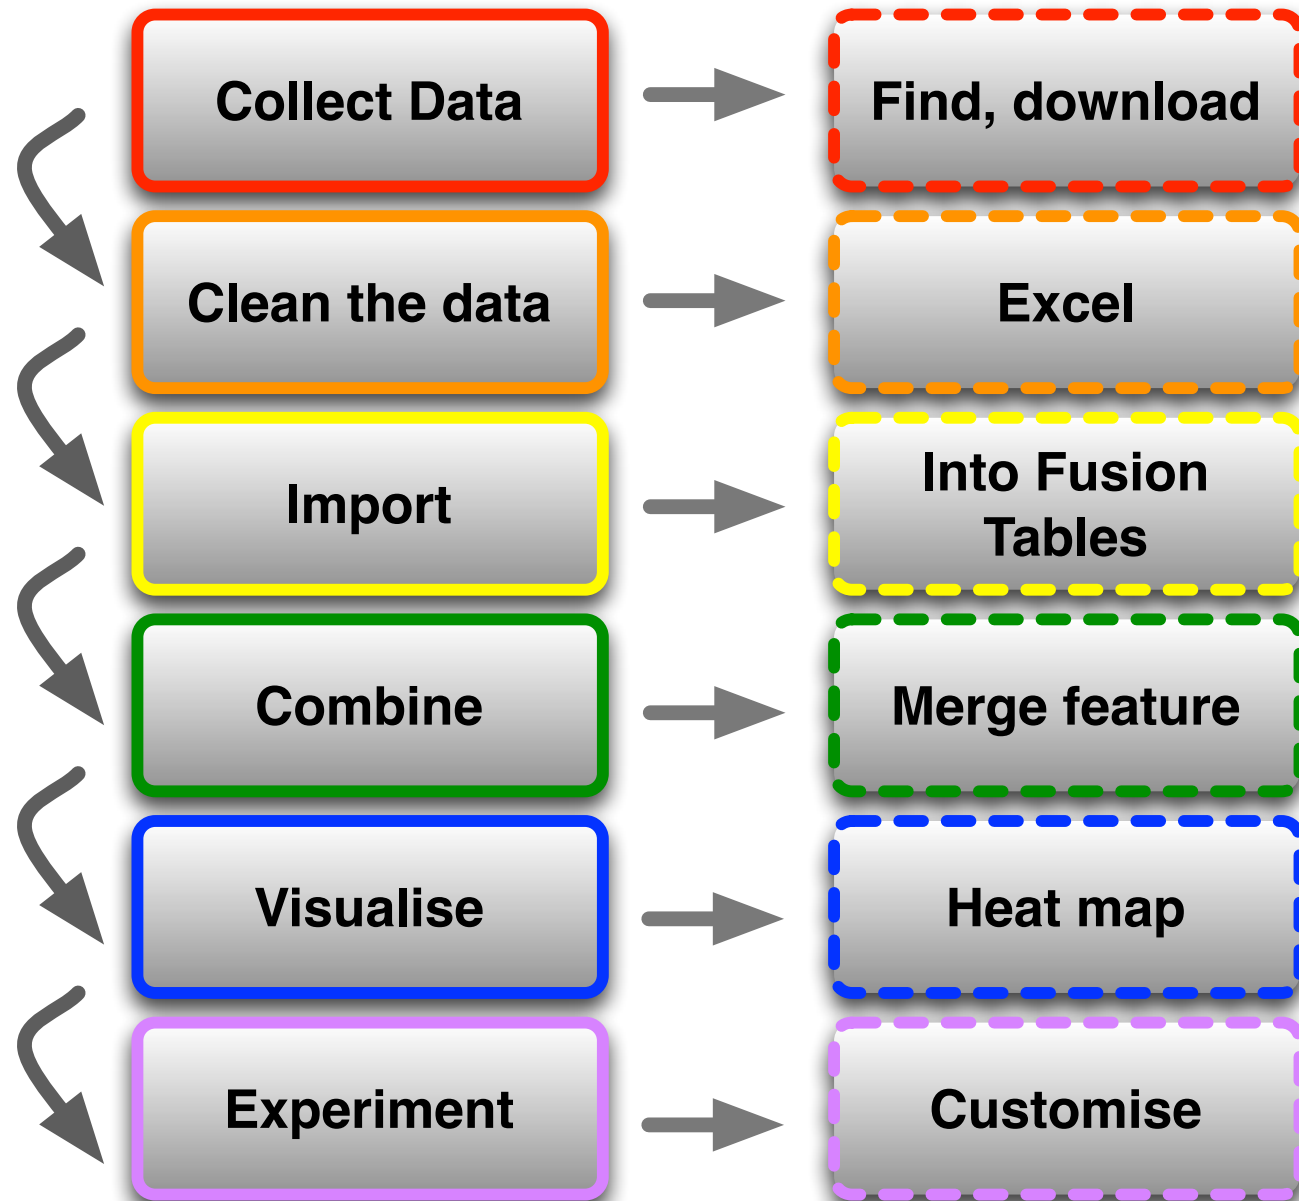 Collect Data
Find, download
Clean the data
Excel
Import
Into Fusion
Tables
Combine
Merge feature
Visualise
Heat map
Experiment
Customise